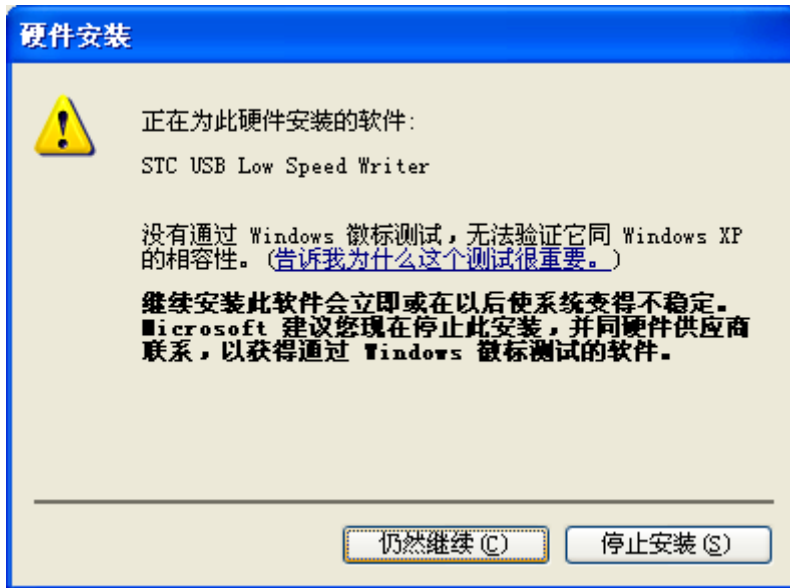 硬件安装
正在为此硬件安装的软件:
STC USB Low Speed Writer
没有通过 Windows 徽标测试，无法验证它同 Windows XP
的相容性。(告诉我为什么这个测试很重要。)
继续安装此软件会立即或在以后使系统变得不稳定。
Microsoft 建议您现在停止此安装，并同硬件供应商
联系，以获得通过 Windows 徽标测试的软件。
仍然继续(C)
停止安装(S)